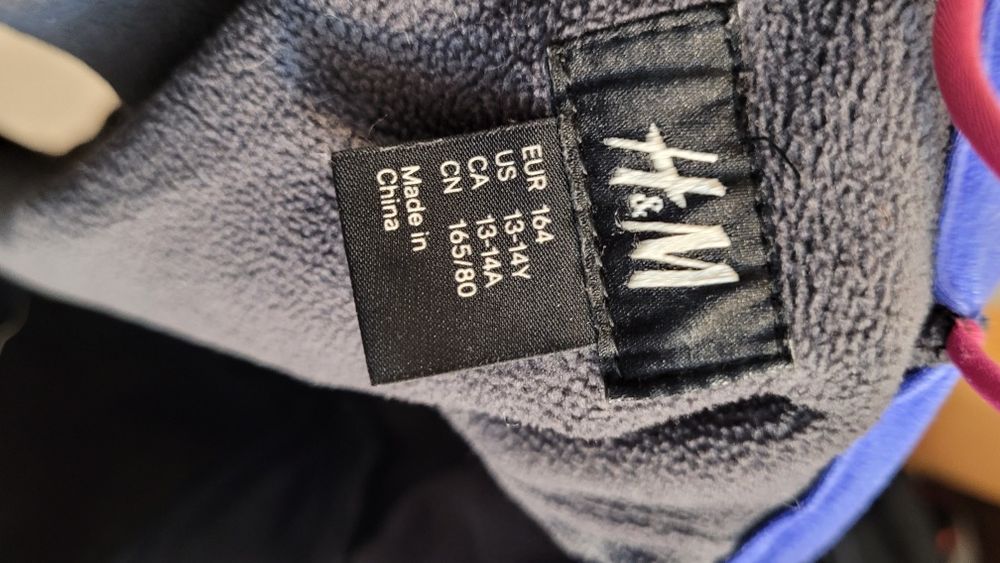 H&M
EUR 164
US 13-14Y
CA 13-14A
CN 165/80
Made in
China